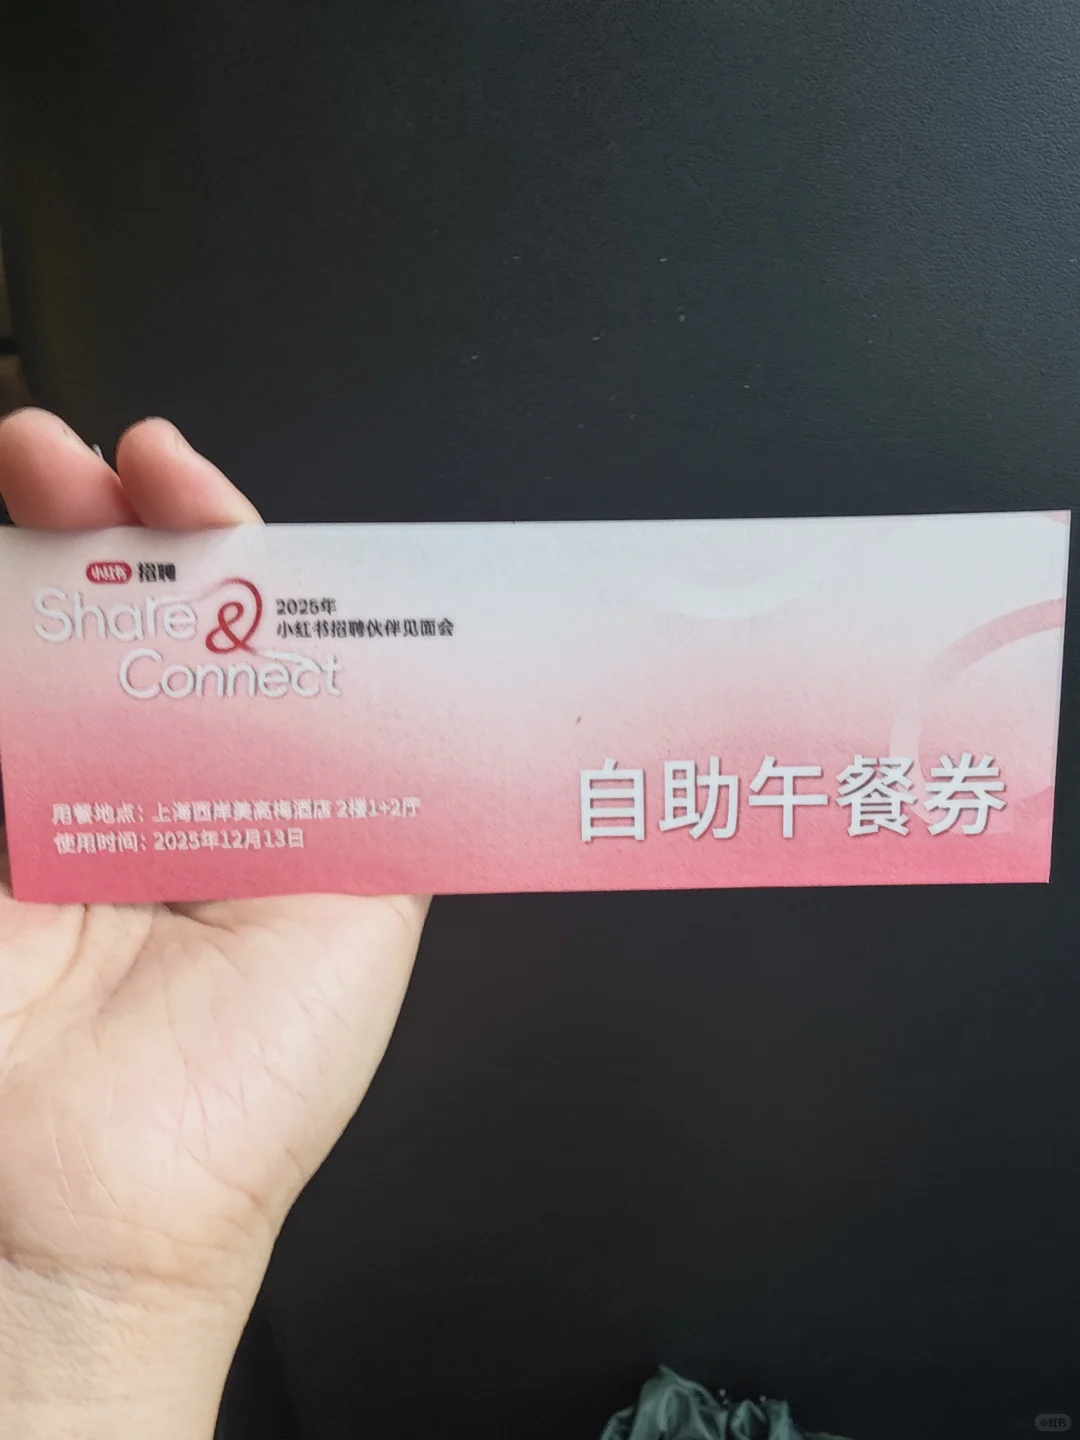 小红书 招聘
Share &
Connect
2025年
小红书招聘伙伴见面会
自助午餐券
用餐地点：上海西岸美高梅酒店 2楼1+2厅
使用时间：2025年12月13日
小红书